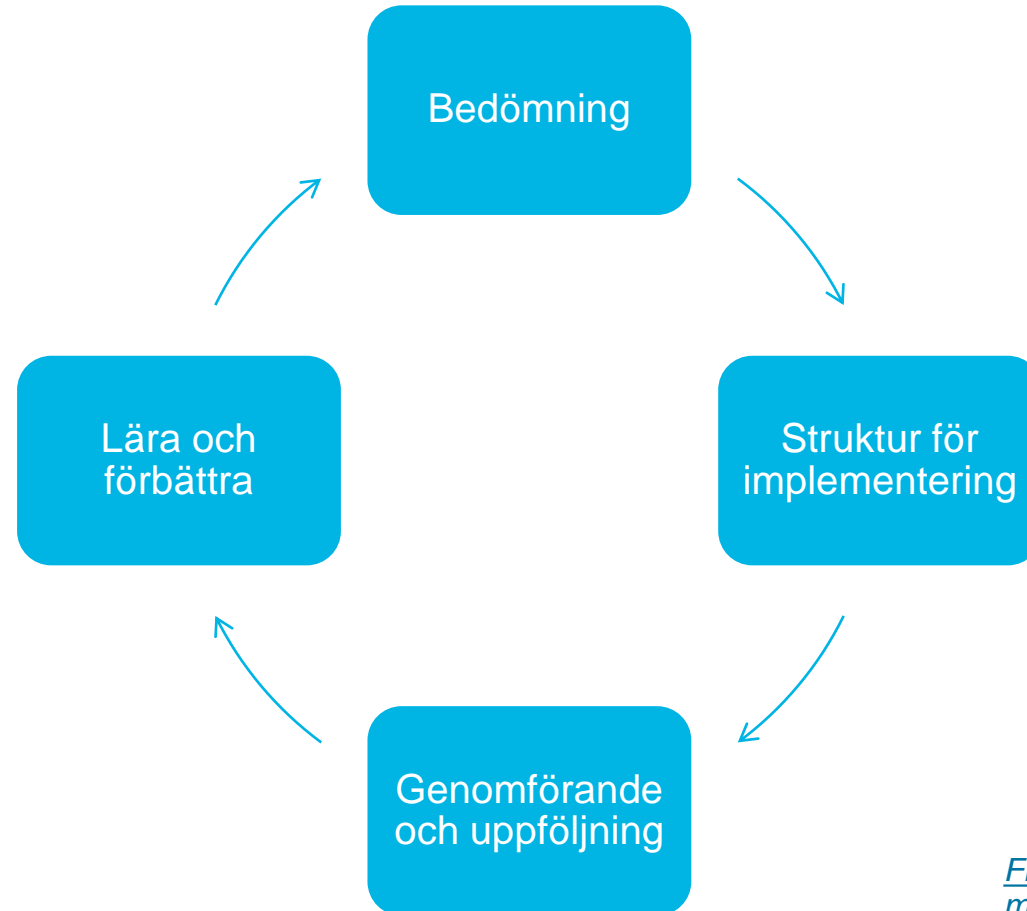 Bedömning
Struktur för
implementering
Genomförande
och uppföljning
Lära och
förbättra